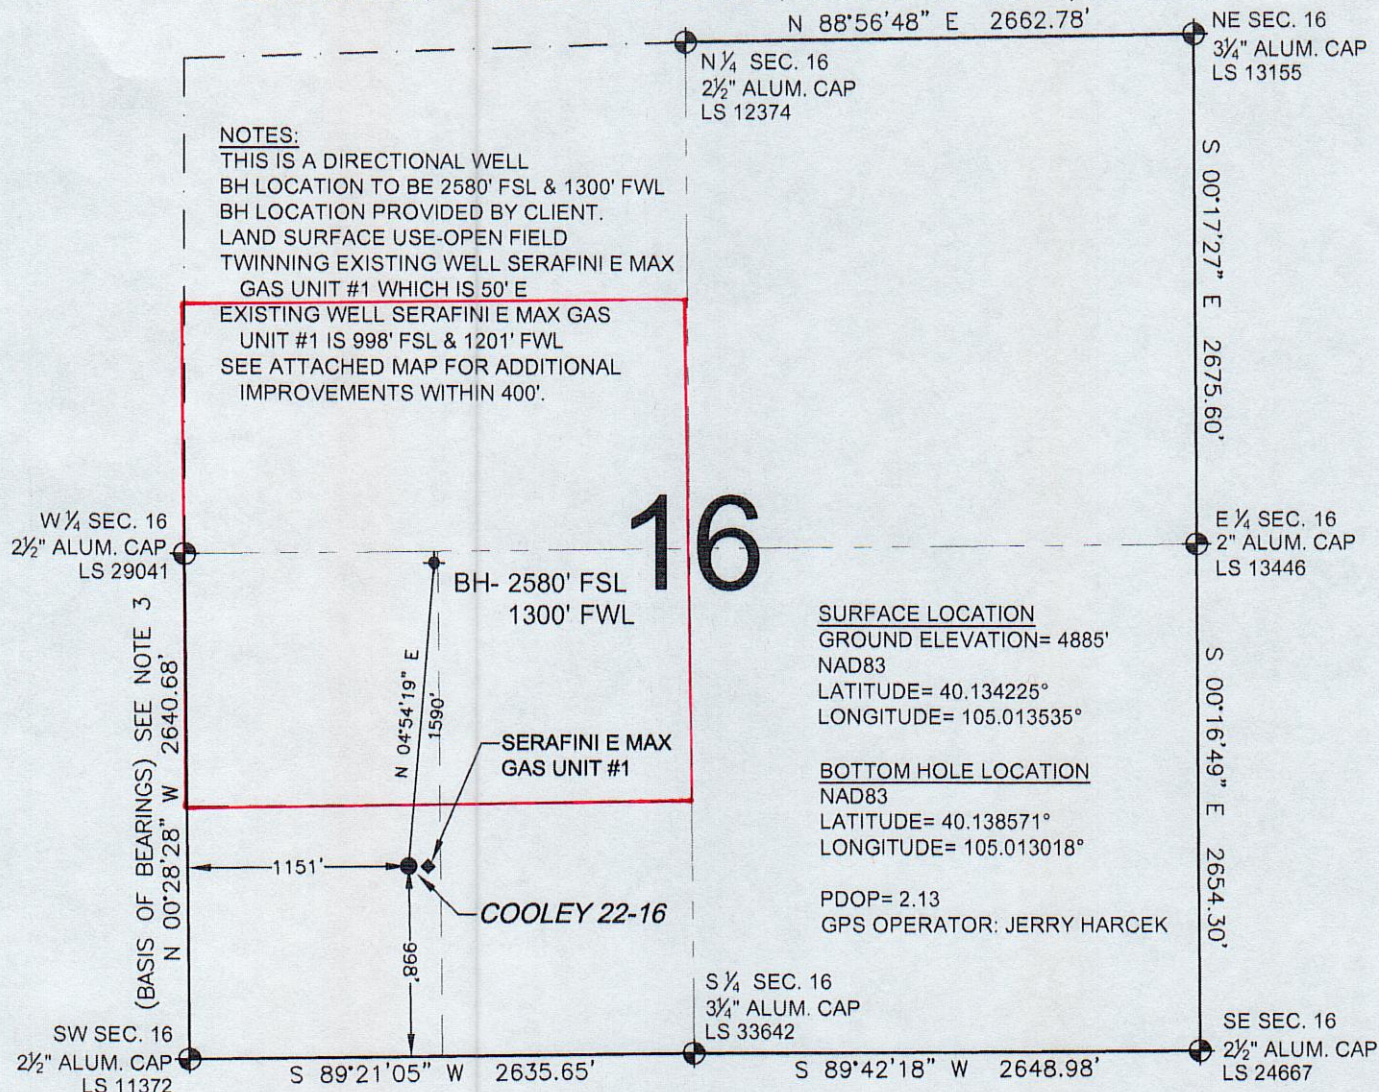 N 88°56'48" E 2662.78'
NE SEC. 16
3¼" ALUM. CAP
LS 13155
N ¼ SEC. 16
2½" ALUM. CAP
LS 12374
NOTES:
THIS IS A DIRECTIONAL WELL
BH LOCATION TO BE 2580' FSL & 1300' FWL
BH LOCATION PROVIDED BY CLIENT.
LAND SURFACE USE-OPEN FIELD
TWINNING EXISTING WELL SERAFINI E MAX
GAS UNIT #1 WHICH IS 50' E
EXISTING WELL SERAFINI E MAX GAS
UNIT #1 IS 998' FSL & 1201' FWL
SEE ATTACHED MAP FOR ADDITIONAL
IMPROVEMENTS WITHIN 400'.
S 00°17'27" E 2675.60'
W ¼ SEC. 16
2½" ALUM. CAP
LS 29041
16
E ¼ SEC. 16
2" ALUM. CAP
LS 13446
BH- 2580' FSL
1300' FWL
SURFACE LOCATION
GROUND ELEVATION= 4885'
NAD83
LATITUDE= 40.134225°
LONGITUDE= 105.013535°
BOTTOM HOLE LOCATION
NAD83
LATITUDE= 40.138571°
LONGITUDE= 105.013018°
PDOP= 2.13
GPS OPERATOR: JERRY HARCEK
(BASIS OF BEARINGS) SEE NOTE 3
N 00°28'28" W 2640.68'
N 04°54'19" E
1590'
SERAFINI E MAX
GAS UNIT #1
S 00°16'49" E 2654.30'
1151'
COOLEY 22-16
998'
SW SEC. 16
2½" ALUM. CAP
LS 11372
S 89°21'05" W 2635.65'
S ¼ SEC. 16
3¼" ALUM. CAP
LS 33642
S 89°42'18" W 2648.98'
SE SEC. 16
2½" ALUM. CAP
LS 24667